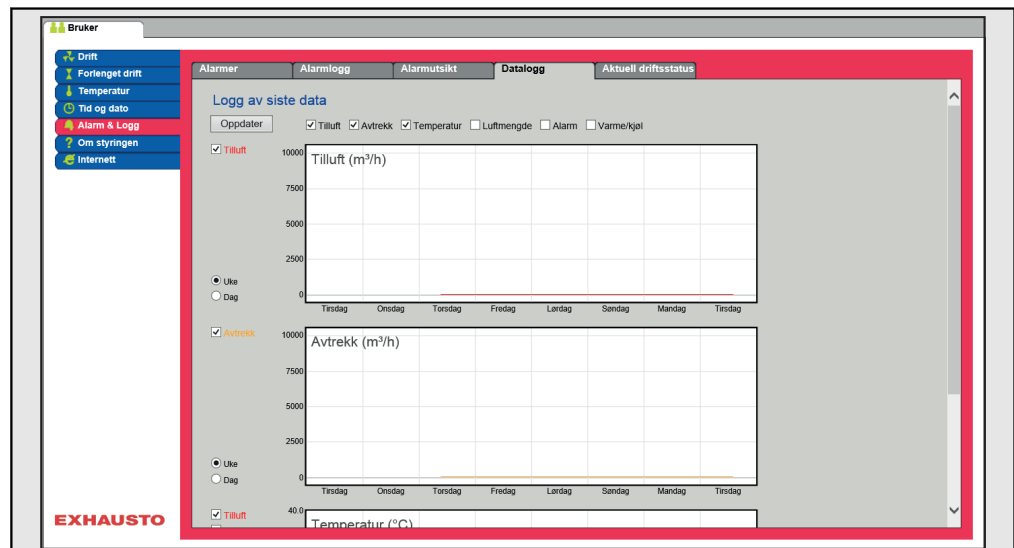 Bruker
Drift
Forlenget drift
Temperatur
Tid og dato
Alarm & Logg
Om styringen
Internett
Alarmer Alarmlogg Alarmutsikt Datalogg Aktuell driftsstatus
Logg av siste data
Oppdater Tilluft Avtrekk Temperatur Luftmengde Alarm Varme/kjøl
Tilluft
Tilluft (m³/h)
10000
7500
5000
2500
0
Uke
Dag
Tirsdag Onsdag Torsdag Fredag Lørdag Søndag Mandag Tirsdag
Avtrekk
Avtrekk (m³/h)
10000
7500
5000
2500
0
Uke
Dag
Tirsdag Onsdag Torsdag Fredag Lørdag Søndag Mandag Tirsdag
Tilluft
40.0
Temperatur (°C)
EXHAUSTO